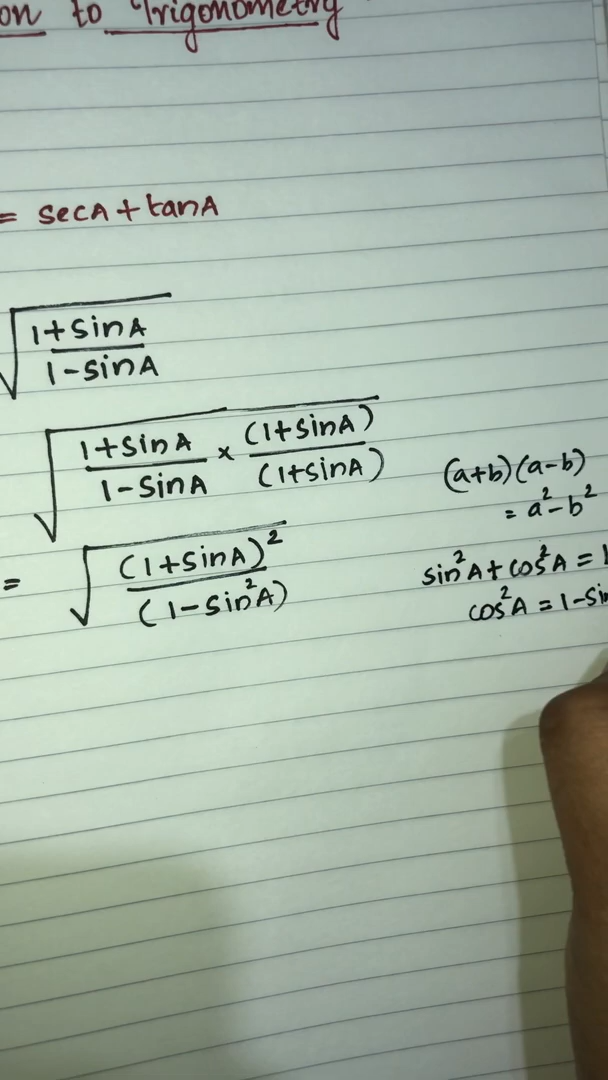 on to Trigonometry
= secA + tanA
√(1+sinA / 1-sinA)
√(1+sinA / 1-sinA × (1+sinA) / (1+sinA))
(a+b)(a-b)
= a²-b²
= √((1+sinA)² / (1-sin²A))
sin²A + cos²A = 1
cos²A = 1-sin